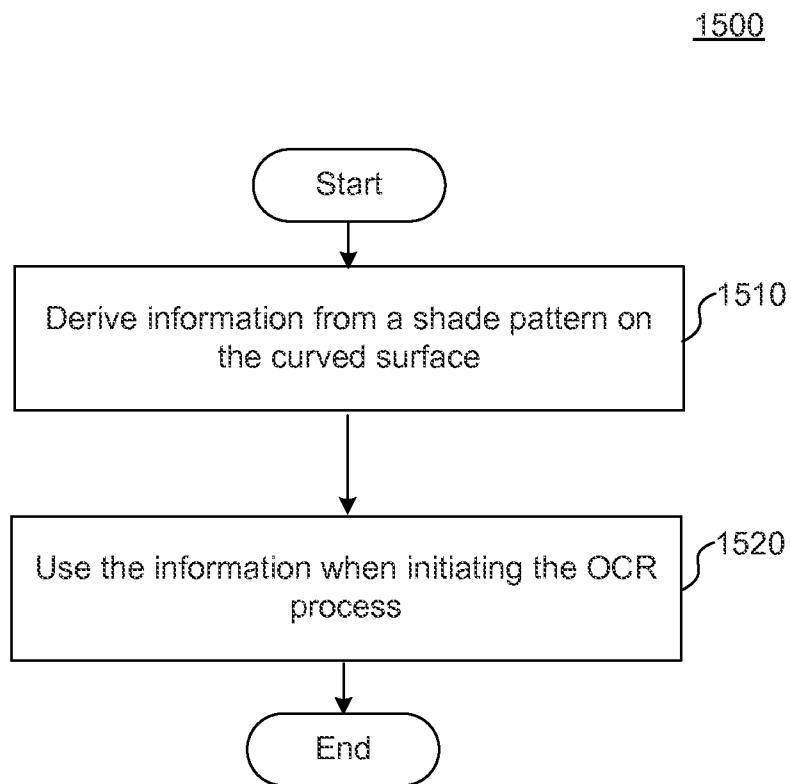 1500
Start
Derive information from a shade pattern on
the curved surface
1510
Use the information when initiating the OCR
process
1520
End